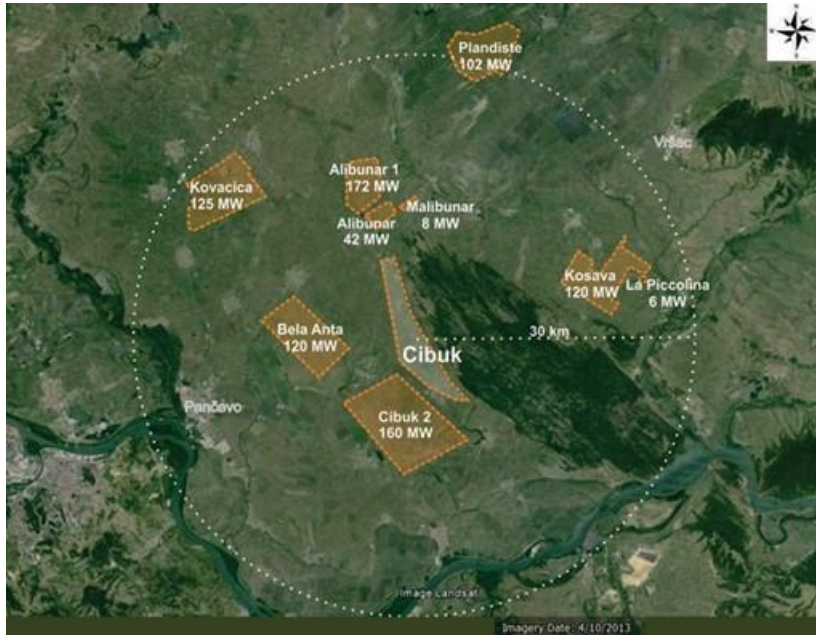 Plandiste
102 MW
Vršac
Alibunar 1
172 MW
Kovacica
125 MW
Malibunar
8 MW
Alibunar
42 MW
Kosava
120 MW
La Piccolina
6 MW
Bela Anta
120 MW
30 km
Cibuk
Pančevo
Cibuk 2
160 MW
Image Landsat
Imagery Date: 4/10/2013